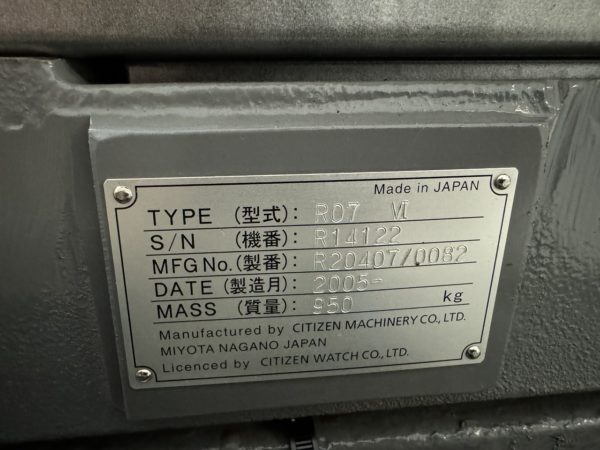 Made in JAPAN
TYPE (型式): R07 Ⅵ
S/N (機番): R14122
MFG No.(製番): R20407/0082
DATE (製造月): 2005-
MASS (質量): 950 kg
Manufactured by CITIZEN MACHINERY CO., LTD.
MIYOTA NAGANO JAPAN
Licenced by CITIZEN WATCH CO., LTD.